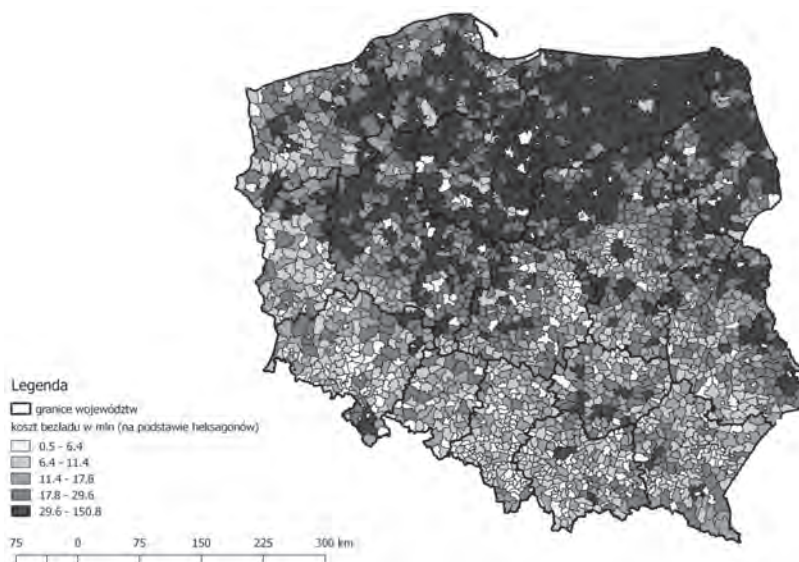 Legenda
granice województw
koszt bezładu w mln (na podstawie heksagonów)
0.5 - 6.4
6.4 - 11.4
11.4 - 17.8
17.8 - 29.6
29.6 - 150.8
75 0 75 150 225 300 km